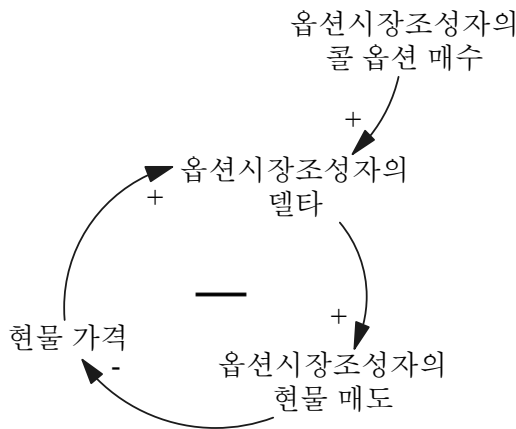 옵션시장조성자의
콜 옵션 매수
+
옵션시장조성자의
델타
+
+
현물 가격
-
옵션시장조성자의
현물 매도